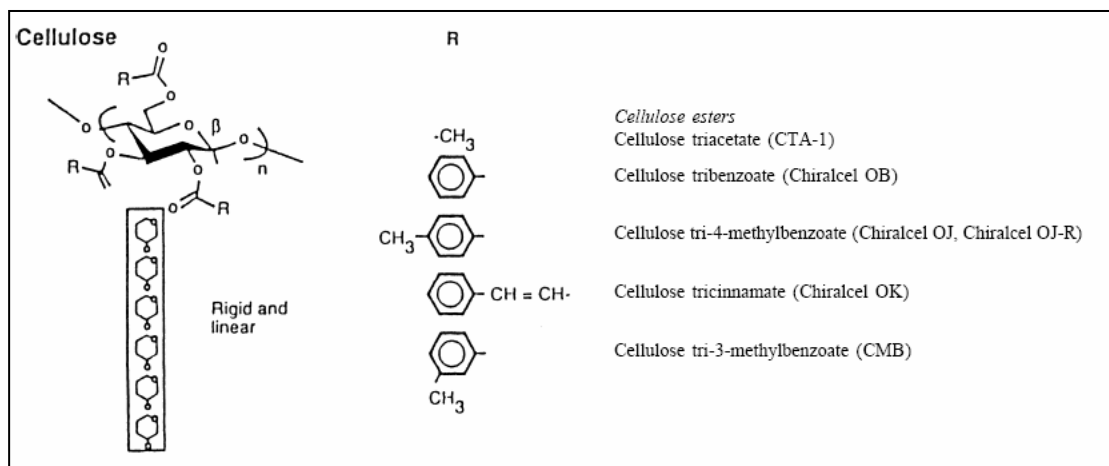 Cellulose
R
O
R
O
O
O
β
O
R
O
n
O
O
R
Rigid and
linear
Cellulose esters
·CH3
Cellulose triacetate (CTA-1)
Cellulose tribenzoate (Chiralcel OB)
CH3
Cellulose tri-4-methylbenzoate (Chiralcel OJ, Chiralcel OJ-R)
CH = CH·
Cellulose tricinnamate (Chiralcel OK)
Cellulose tri-3-methylbenzoate (CMB)
CH3